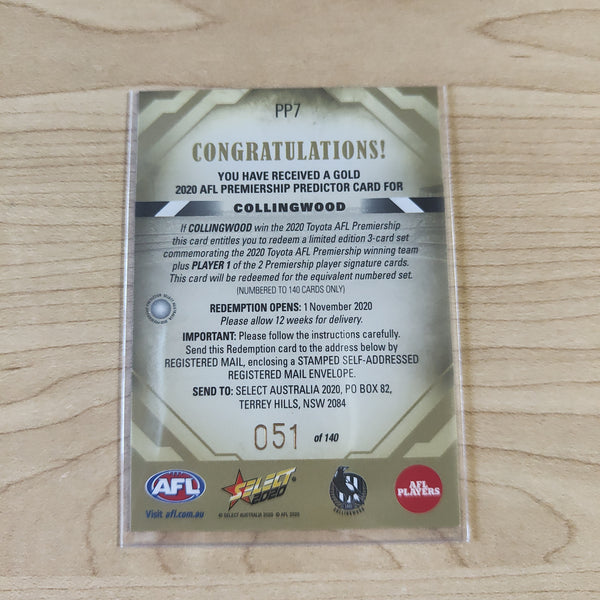 PP7
CONGRATULATIONS!
YOU HAVE RECEIVED A GOLD
2020 AFL PREMIERSHIP PREDICTOR CARD FOR
COLLINGWOOD
If COLLINGWOOD win the 2020 Toyota AFL Premiership
this card entitles you to redeem a limited edition 3-card set
commemorating the 2020 Toyota AFL Premiership winning team
plus PLAYER 1 of the 2 Premiership player signature cards.
This card will be redeemed for the equivalent numbered set.
(NUMBERED TO 140 CARDS ONLY)
REDEMPTION OPENS: 1 November 2020
Please allow 12 weeks for delivery.
IMPORTANT: Please follow the instructions carefully.
Send this Redemption card to the address below by
REGISTERED MAIL, enclosing a STAMPED SELF-ADDRESSED
REGISTERED MAIL ENVELOPE.
SEND TO: SELECT AUSTRALIA 2020, PO BOX 82,
TERREY HILLS, NSW 2084
051 of 140
AFL
Visit afl.com.au
SELECT
2020
© SELECT AUSTRALIA 2020 © AFL 2020
COLLINGWOOD
AFL
PLAYERS